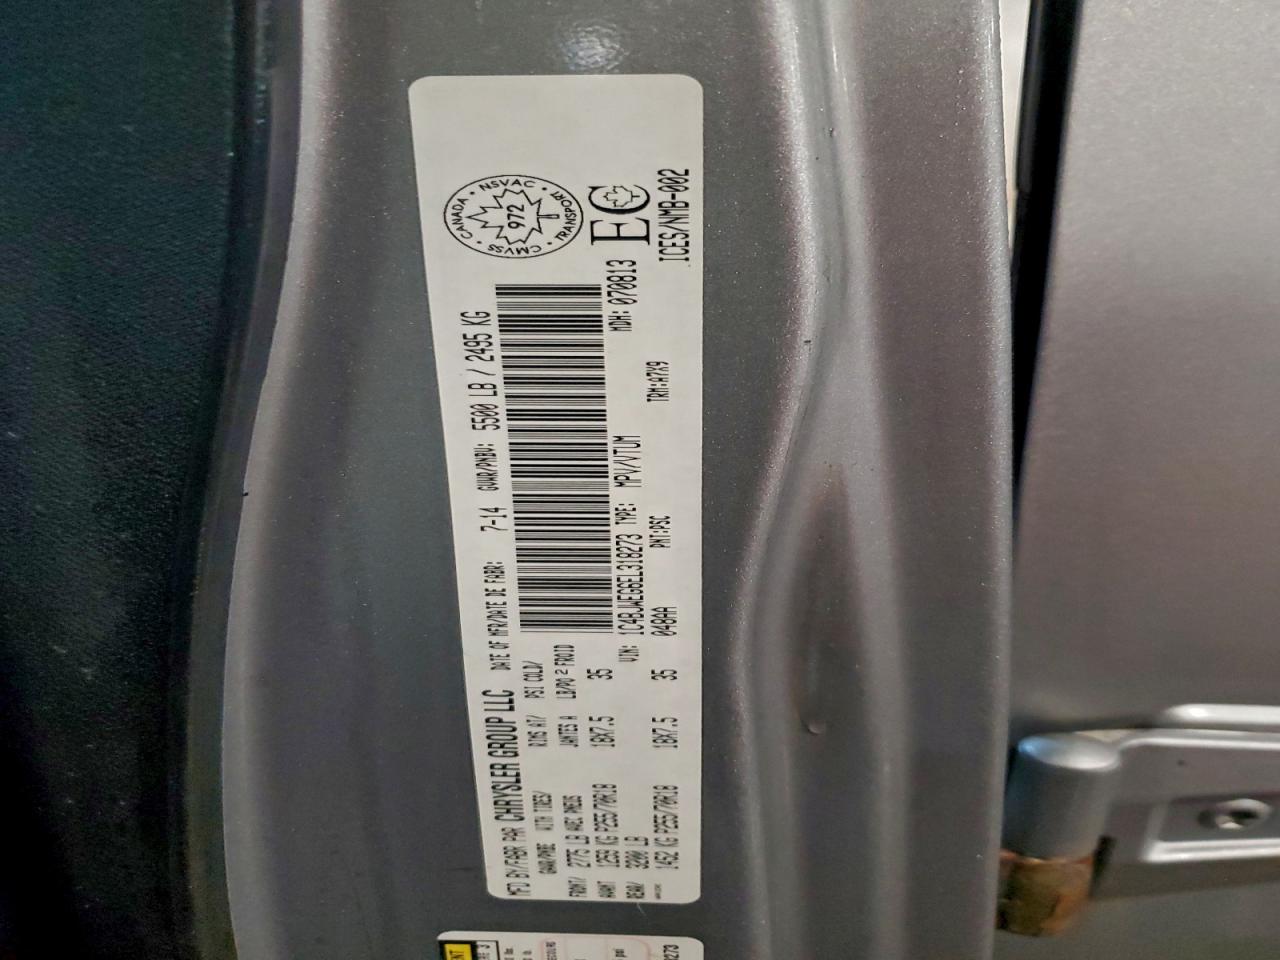 MFD BY/FABR PAR CHRYSLER GROUP LLC DATE OF MFR/DATE DE FABR: 7-14 GVWR/PNBV: 5500 LB / 2495 KG
GAWR/PNBE WITH TIRES/ RIMS AT/ PSI COLD/
AVEC PNEUS JANTES A LB/PO² FROID
FRONT/ 2775 LB
AVANT 1259 KG P255/70R18 18X7.5 35
REAR/ 3200 LB
1452 KG P255/70R18 18X7.5 35
VIN: 1C4BJWEG6EL318273 TYPE: MPV/VTUM MDH: 070813
048AA PNT:PSC TRM:A7X9
CANADA • NSVAC • TRANSPORT • CMVSS •
972
EC
ICES/NMB-002
psi